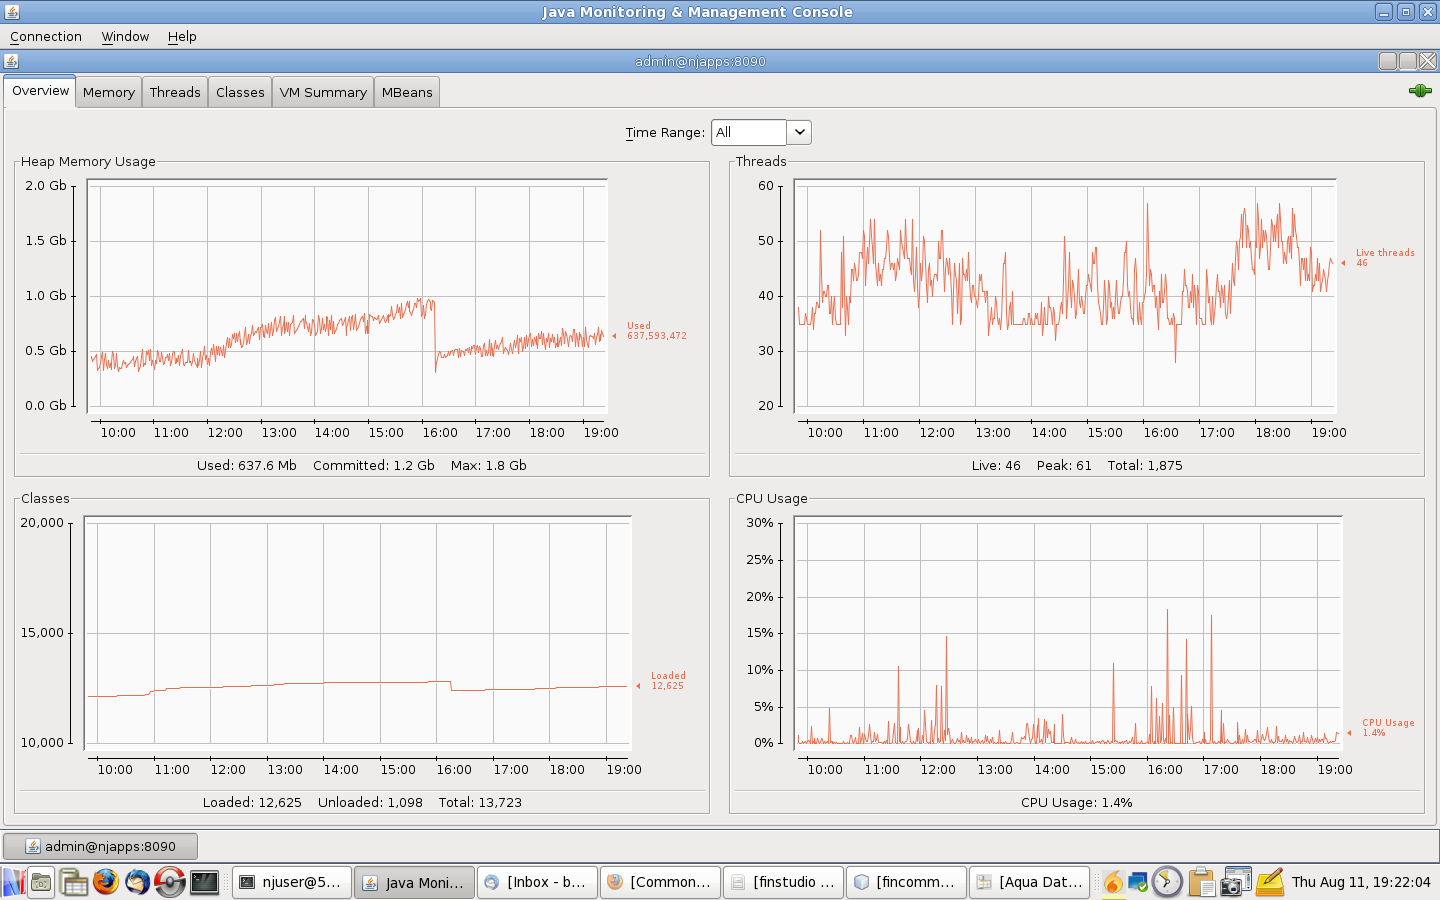 Java Monitoring & Management Console
Connection Window Help
admin@njapps:8090
Overview Memory Threads Classes VM Summary MBeans
Time Range: All
Heap Memory Usage
2.0 Gb
1.5 Gb
1.0 Gb
0.5 Gb
0.0 Gb
Used
637,593,472
10:00 11:00 12:00 13:00 14:00 15:00 16:00 17:00 18:00 19:00
Used: 637.6 Mb Committed: 1.2 Gb Max: 1.8 Gb
Threads
60
50
40
30
20
Live threads
46
10:00 11:00 12:00 13:00 14:00 15:00 16:00 17:00 18:00 19:00
Live: 46 Peak: 61 Total: 1,875
Classes
20,000
15,000
10,000
Loaded
12,625
10:00 11:00 12:00 13:00 14:00 15:00 16:00 17:00 18:00 19:00
Loaded: 12,625 Unloaded: 1,098 Total: 13,723
CPU Usage
30%
25%
20%
15%
10%
5%
0%
CPU Usage
1.4%
10:00 11:00 12:00 13:00 14:00 15:00 16:00 17:00 18:00 19:00
CPU Usage: 1.4%
admin@njapps:8090
njuser@5... Java Moni... [Inbox - b... [Common... [finstudio ... [fincomm... [Aqua Dat... Thu Aug 11, 19:22:04